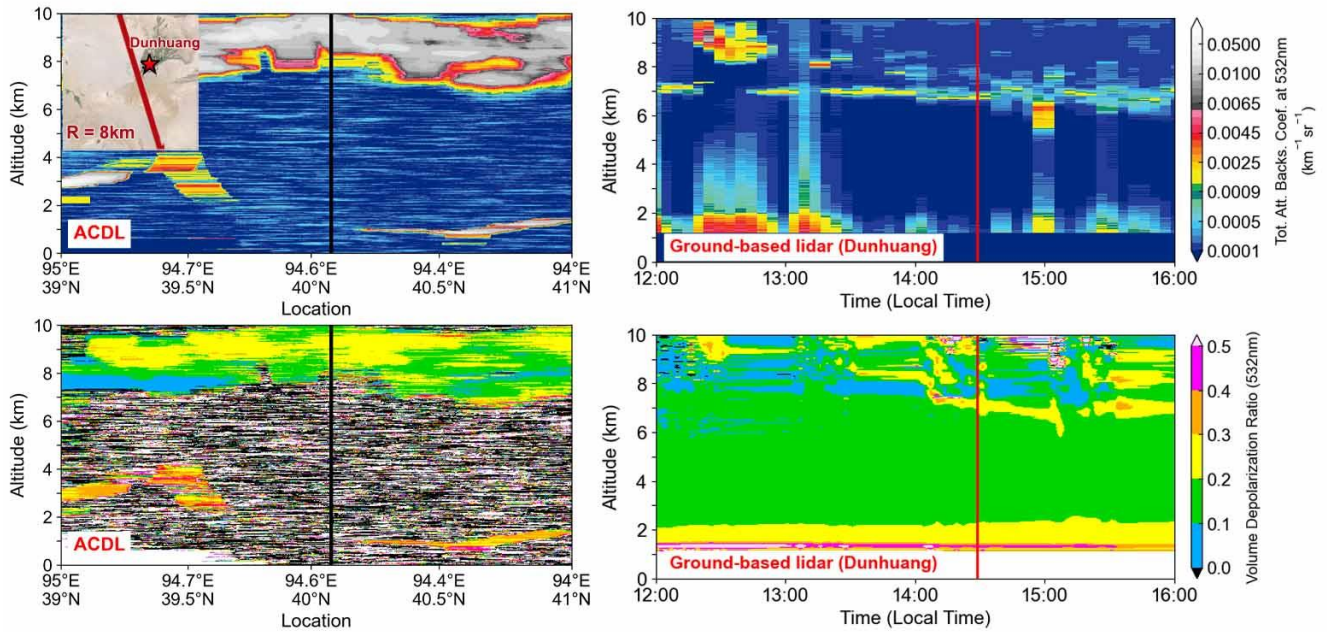 Altitude (km)
10
8
6
4
2
0
Dunhuang
R = 8km
ACDL
95°E 94.7°E 94.6°E 94.4°E 94°E
39°N 39.5°N 40°N 40.5°N 41°N
Location
Altitude (km)
10
8
6
4
2
0
Ground-based lidar (Dunhuang)
12:00 13:00 14:00 15:00 16:00
Time (Local Time)
0.0500
0.0100
0.0065
0.0045
0.0025
0.0009
0.0005
0.0001
Tot. Att. Backs. Coef. at 532nm
(km⁻¹ sr⁻¹)
Altitude (km)
10
8
6
4
2
0
ACDL
95°E 94.7°E 94.6°E 94.4°E 94°E
39°N 39.5°N 40°N 40.5°N 41°N
Location
Altitude (km)
10
8
6
4
2
0
Ground-based lidar (Dunhuang)
12:00 13:00 14:00 15:00 16:00
Time (Local Time)
0.5
0.4
0.3
0.2
0.1
0.0
Volume Depolarization Ratio (532nm)